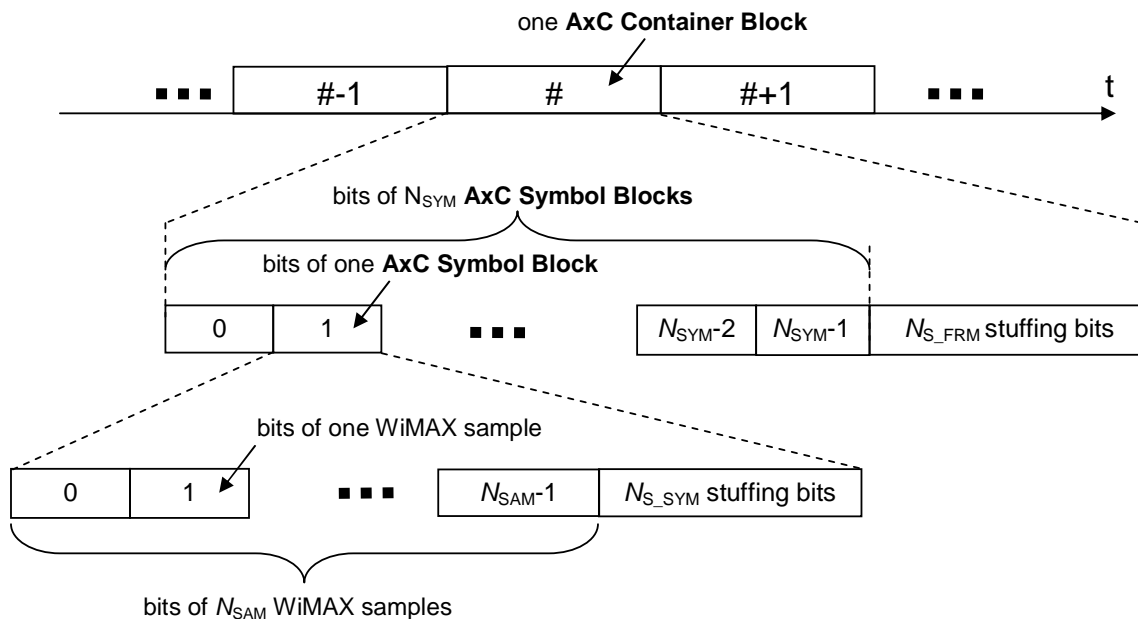 one AxC Container Block
#-1
#
#+1
t
bits of NSYM AxC Symbol Blocks
bits of one AxC Symbol Block
0
1
NSYM-2
NSYM-1
NS_FRM stuffing bits
bits of one WiMAX sample
0
1
NSAM-1
NS_SYM stuffing bits
bits of NSAM WiMAX samples